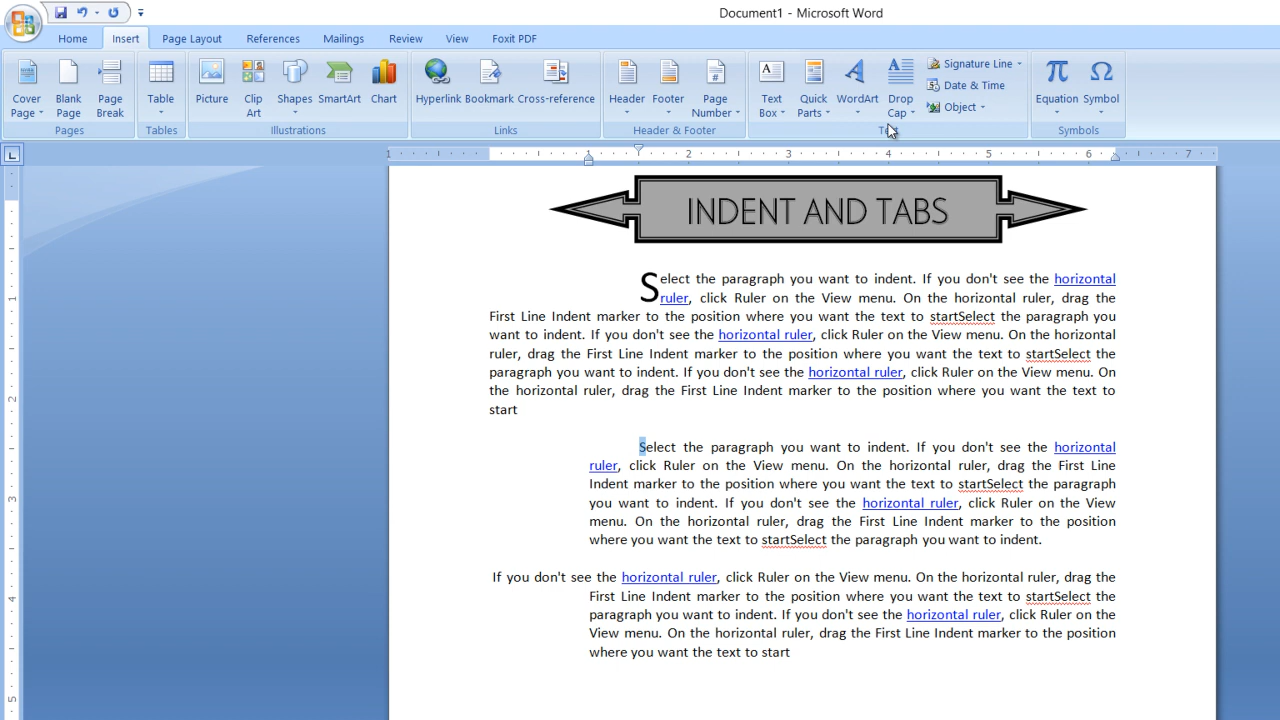 Document1 - Microsoft Word
Home Insert Page Layout References Mailings Review View Foxit PDF
Cover Page Blank Page Page Break Table Picture Clip Art Shapes SmartArt Chart Hyperlink Bookmark Cross-reference Header Footer Page Number Text Box Quick Parts WordArt Drop Cap Signature Line Date & Time Object Equation Symbol
Pages Tables Illustrations Links Header & Footer Symbols
1 1 2 3 4 5 6 7
INDENT AND TABS
Select the paragraph you want to indent. If you don't see the horizontal
ruler, click Ruler on the View menu. On the horizontal ruler, drag the
First Line Indent marker to the position where you want the text to startSelect the paragraph you
want to indent. If you don't see the horizontal ruler, click Ruler on the View menu. On the horizontal
ruler, drag the First Line Indent marker to the position where you want the text to startSelect the
paragraph you want to indent. If you don't see the horizontal ruler, click Ruler on the View menu. On
the horizontal ruler, drag the First Line Indent marker to the position where you want the text to
start
Select the paragraph you want to indent. If you don't see the horizontal
ruler, click Ruler on the View menu. On the horizontal ruler, drag the First Line
Indent marker to the position where you want the text to startSelect the paragraph
you want to indent. If you don't see the horizontal ruler, click Ruler on the View
menu. On the horizontal ruler, drag the First Line Indent marker to the position
where you want the text to startSelect the paragraph you want to indent.
If you don't see the horizontal ruler, click Ruler on the View menu. On the horizontal ruler, drag the
First Line Indent marker to the position where you want the text to startSelect the
paragraph you want to indent. If you don't see the horizontal ruler, click Ruler on the
View menu. On the horizontal ruler, drag the First Line Indent marker to the position
where you want the text to start
1
2
3
4
5